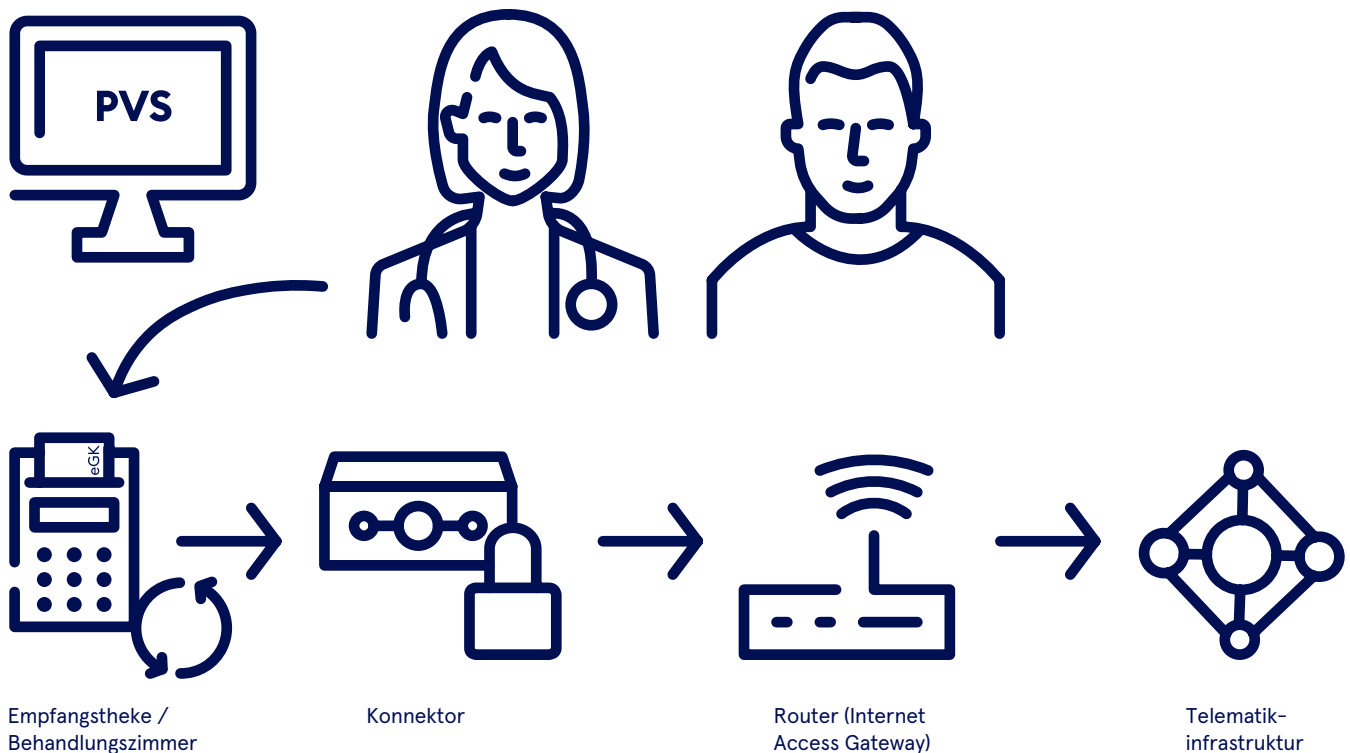 PVS
eGK
Empfangstheke /
Behandlungszimmer
Konnektor
Router (Internet
Access Gateway)
Telematik-
infrastruktur